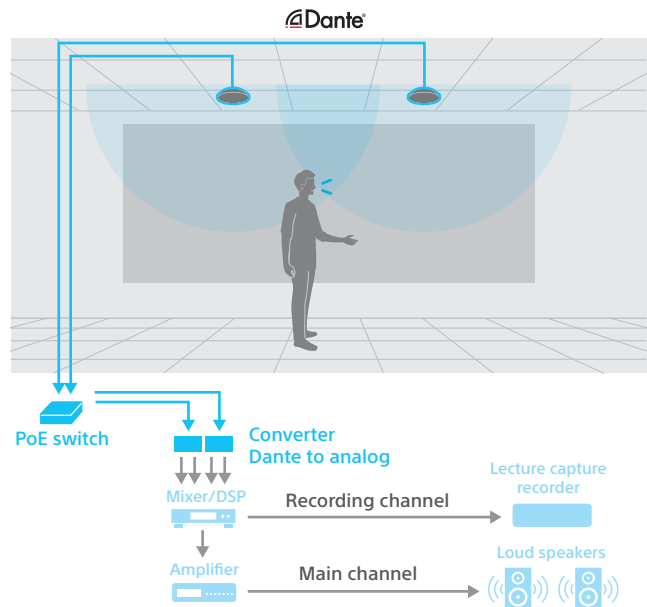 Dante®
PoE switch
Converter
Dante to analog
Mixer/DSP
Recording channel
Lecture capture
recorder
Amplifier
Main channel
Loud speakers